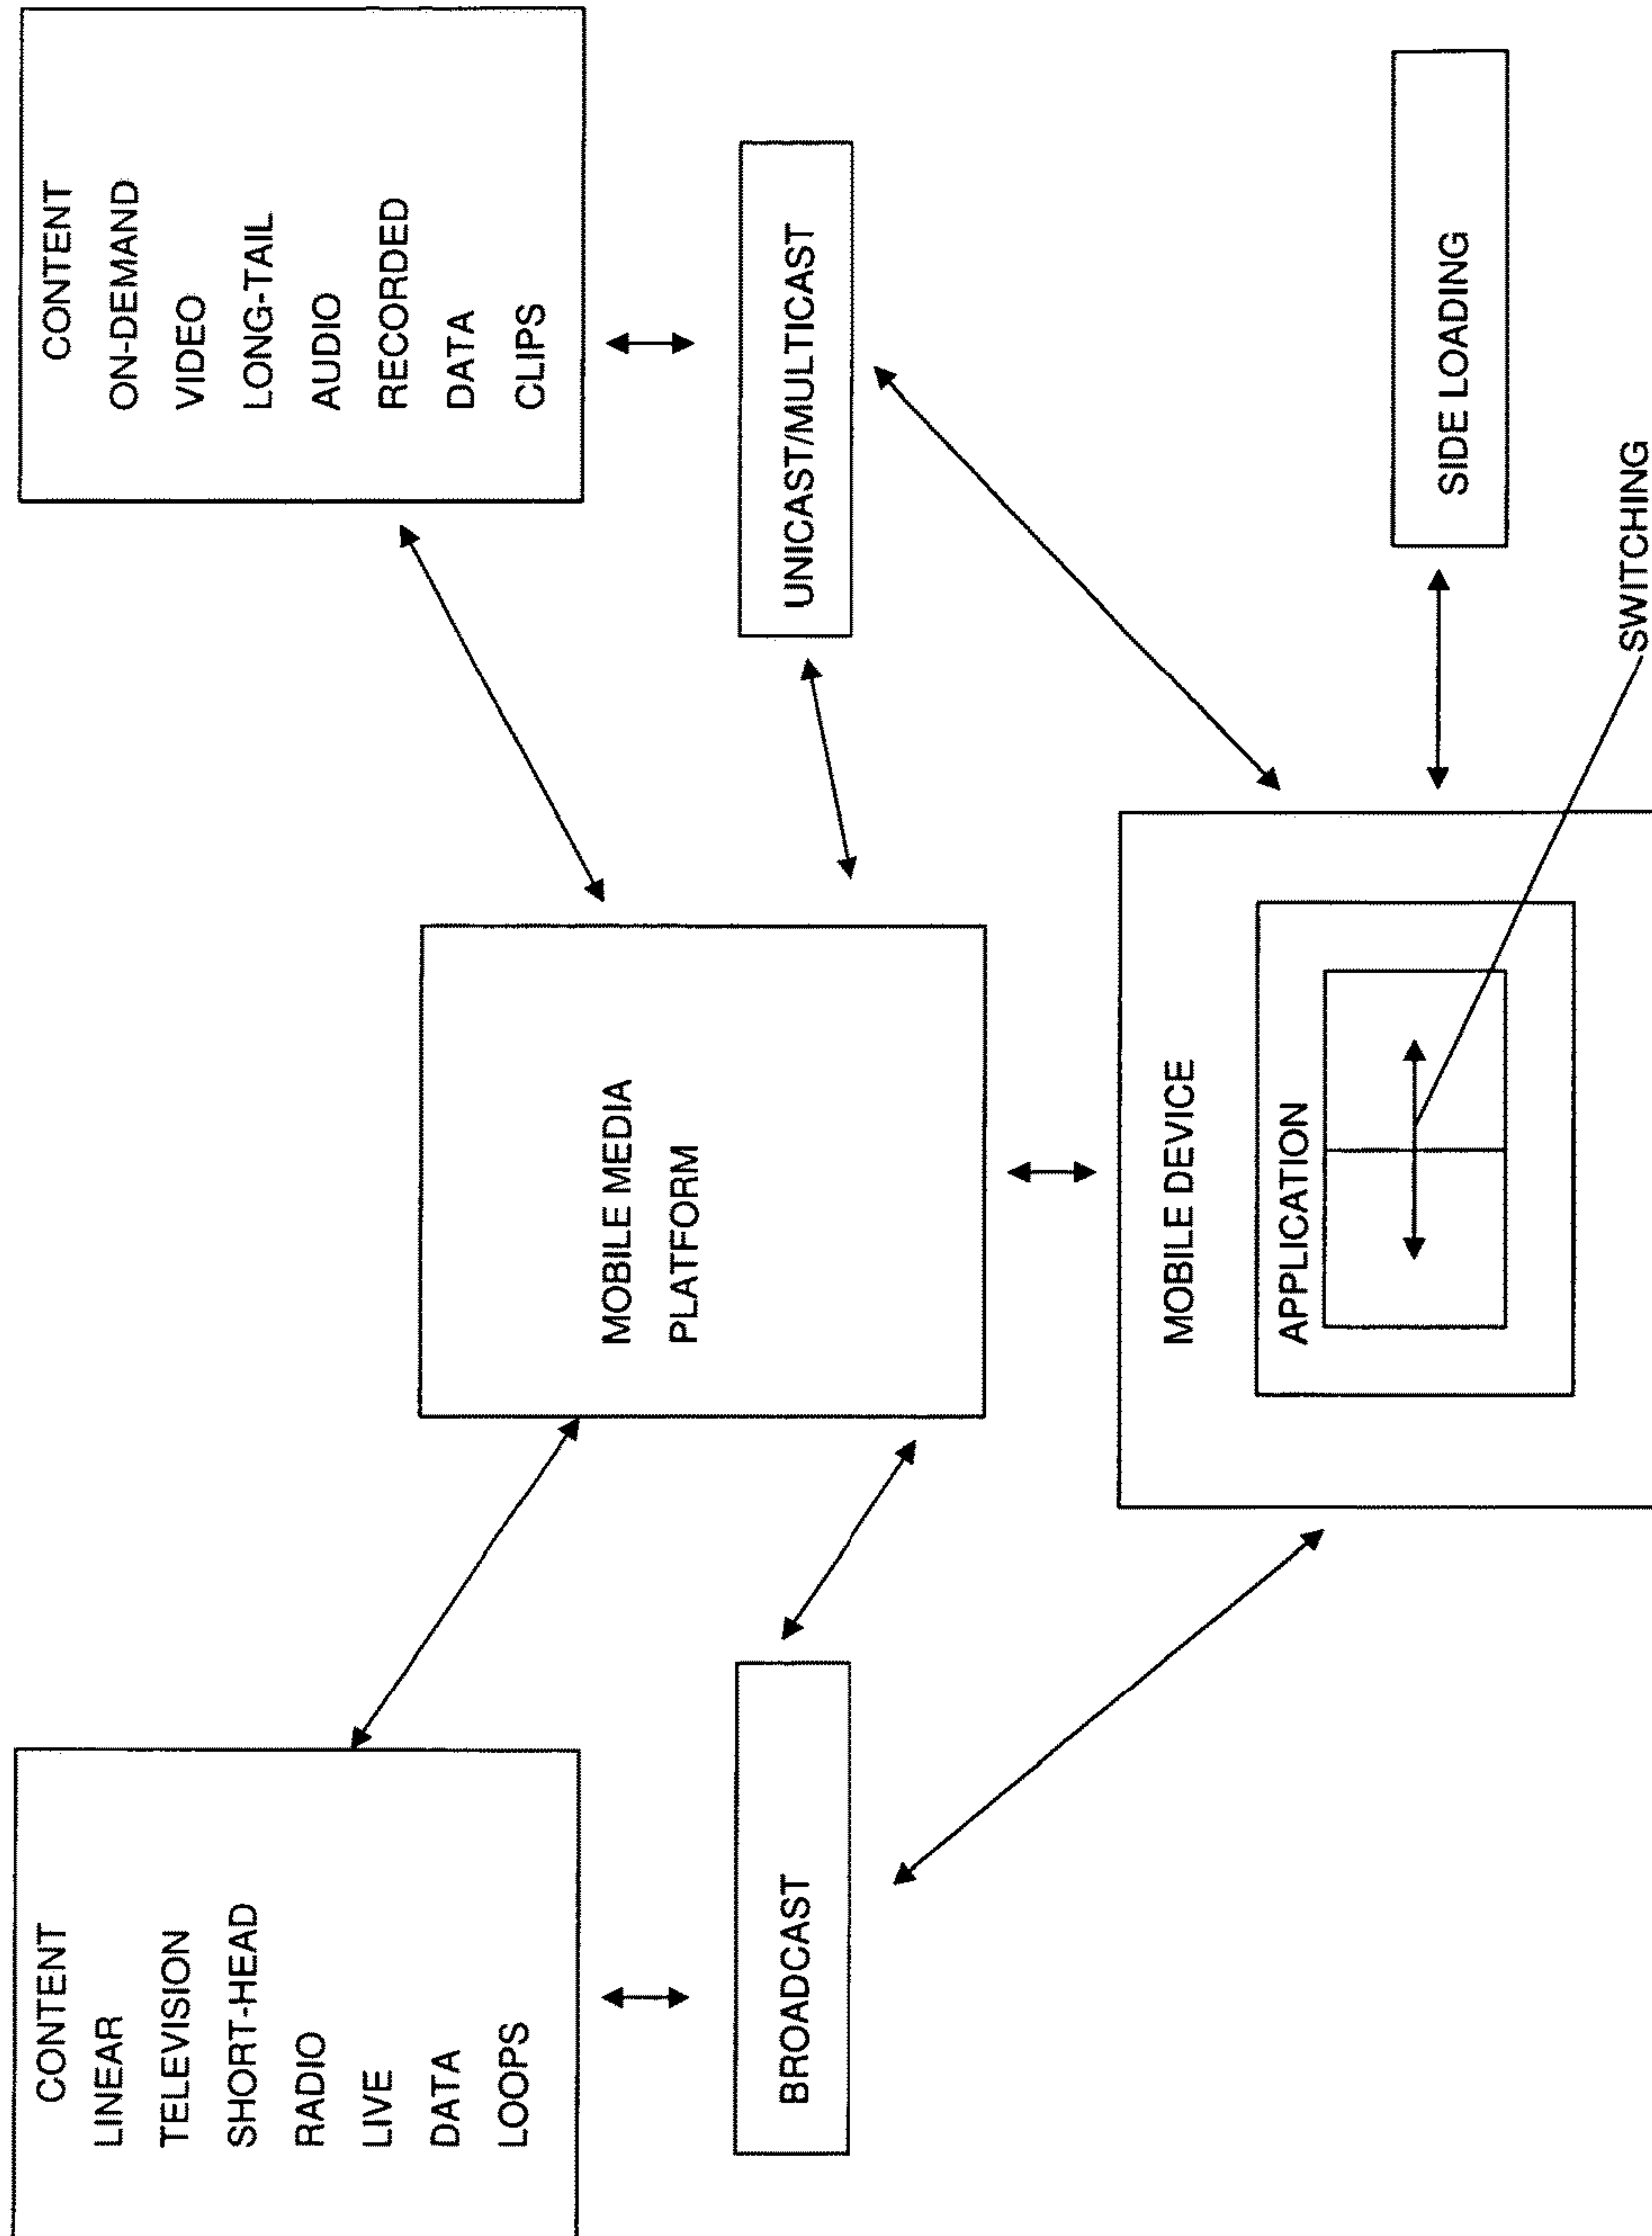 CONTENT
LINEAR
TELEVISION
SHORT-HEAD
RADIO
LIVE
DATA
LOOPS
CONTENT
ON-DEMAND
VIDEO
LONG-TAIL
AUDIO
RECORDED
DATA
CLIPS
MOBILE MEDIA
PLATFORM
BROADCAST
UNICAST/MULTICAST
MOBILE DEVICE
APPLICATION
SIDE LOADING
SWITCHING